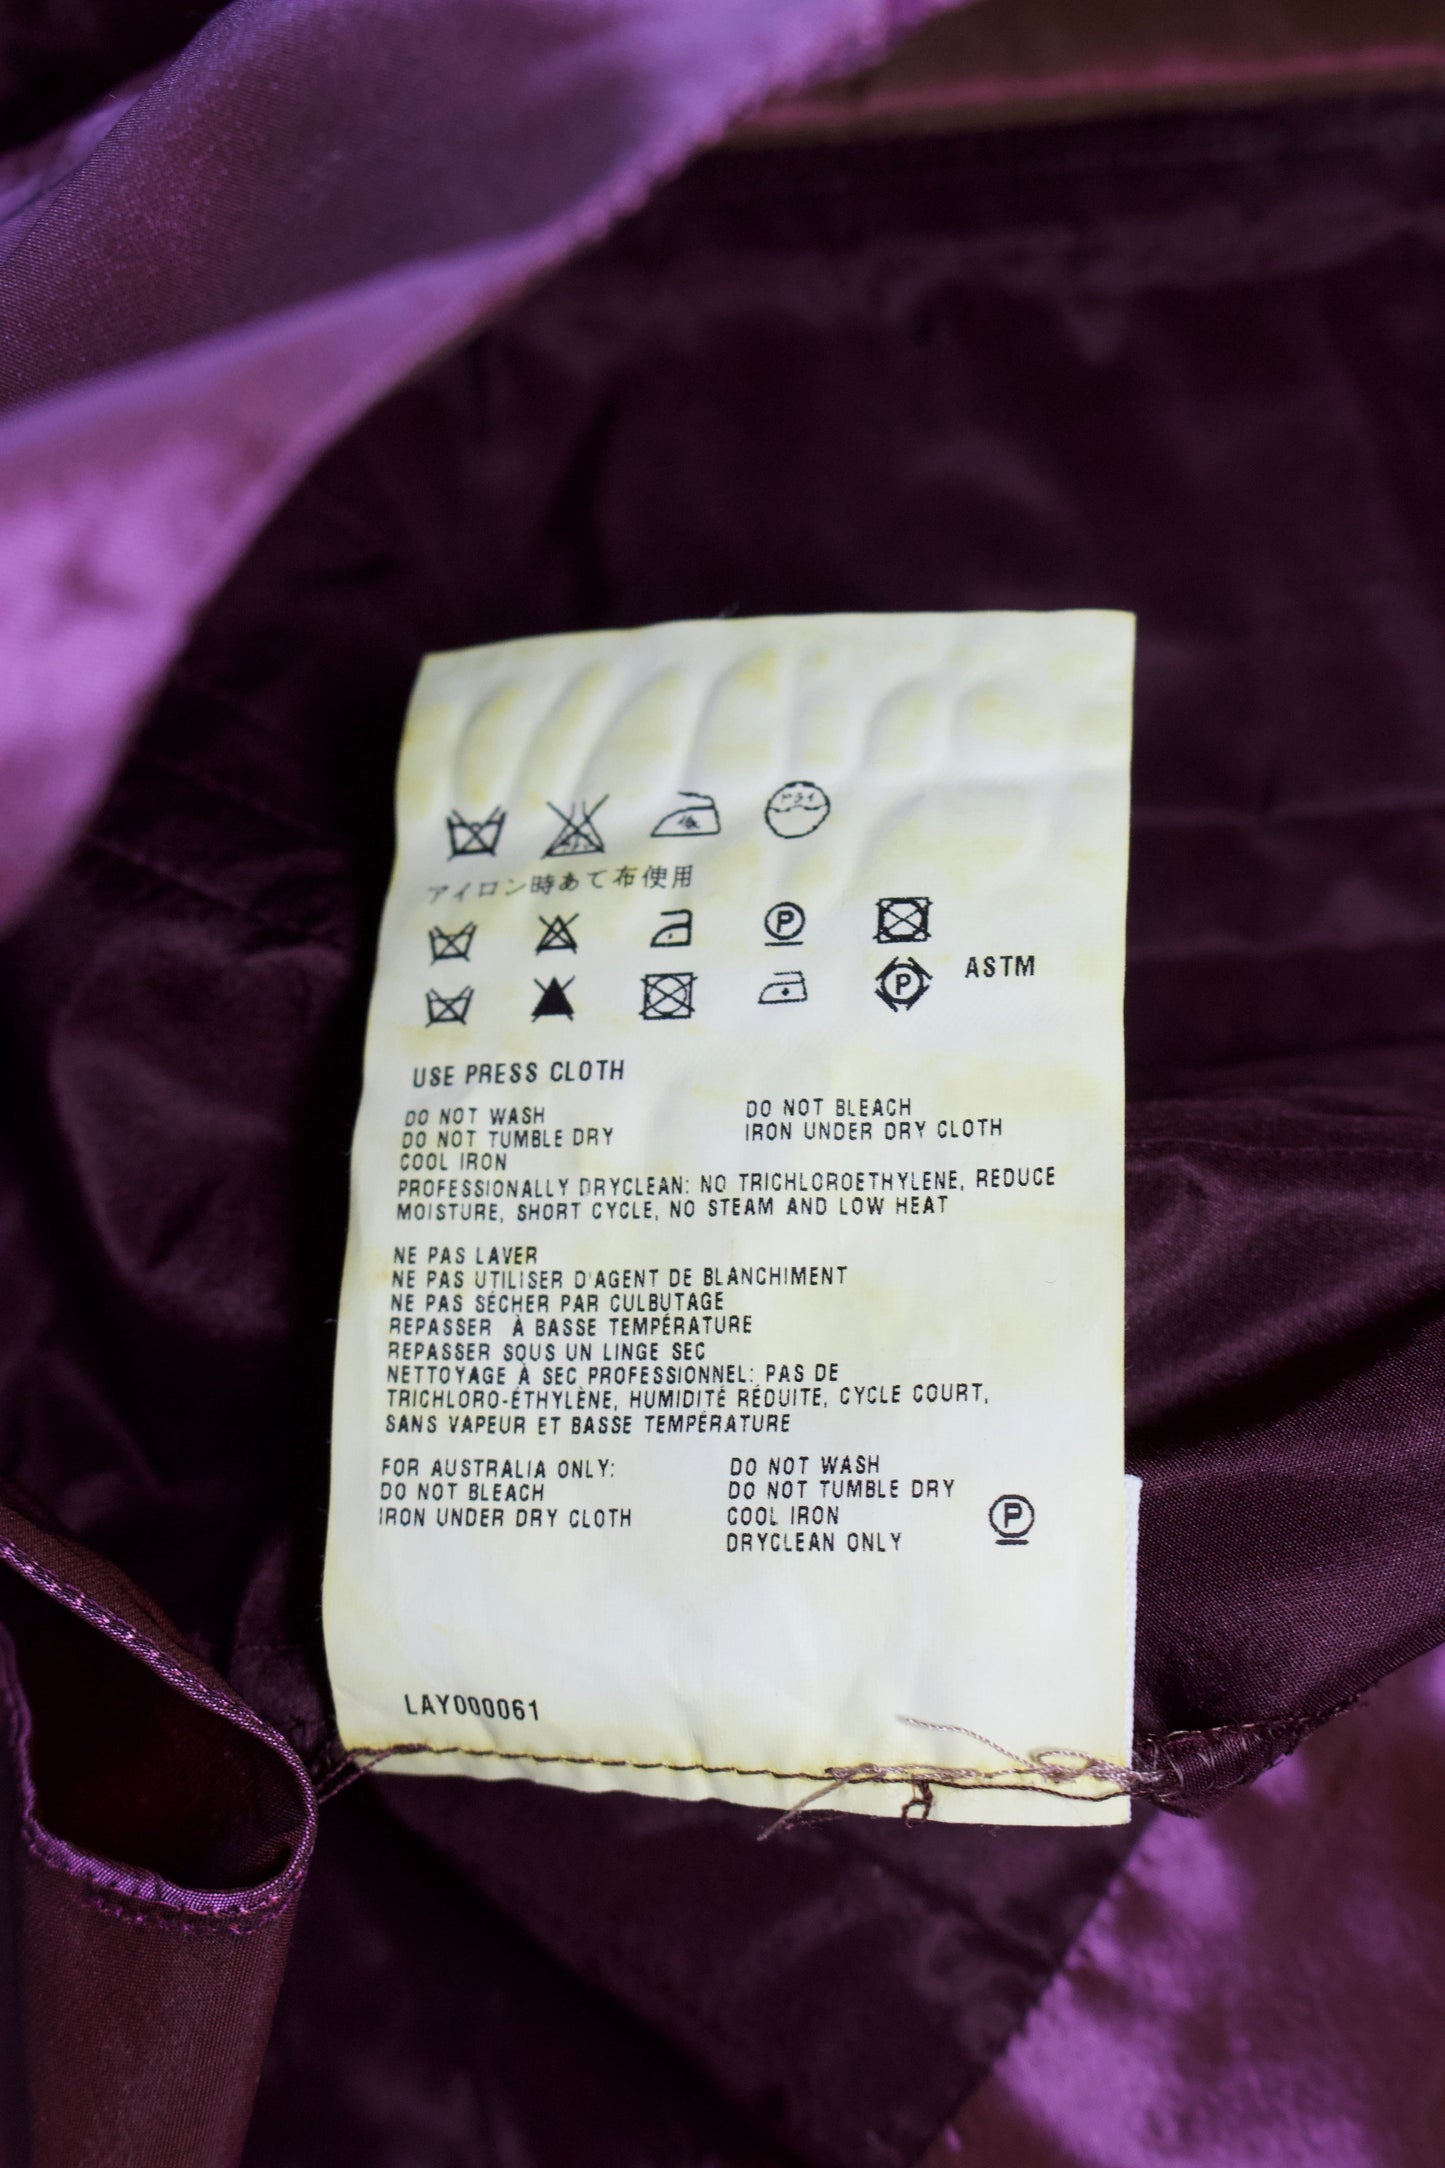 ドライ
低
アイロン時あて布使用
P
P ASTM
USE PRESS CLOTH
DO NOT WASH DO NOT BLEACH
DO NOT TUMBLE DRY IRON UNDER DRY CLOTH
COOL IRON
PROFESSIONALLY DRYCLEAN: NO TRICHLOROETHYLENE, REDUCE
MOISTURE, SHORT CYCLE, NO STEAM AND LOW HEAT
NE PAS LAVER
NE PAS UTILISER D'AGENT DE BLANCHIMENT
NE PAS SÉCHER PAR CULBUTAGE
REPASSER À BASSE TEMPÉRATURE
REPASSER SOUS UN LINGE SEC
NETTOYAGE À SEC PROFESSIONNEL: PAS DE
TRICHLORO-ÉTHYLÈNE, HUMIDITÉ RÉDUITE, CYCLE COURT,
SANS VAPEUR ET BASSE TEMPÉRATURE
FOR AUSTRALIA ONLY:
DO NOT BLEACH
IRON UNDER DRY CLOTH
DO NOT WASH
DO NOT TUMBLE DRY
COOL IRON
DRYCLEAN ONLY
P
LAY000061